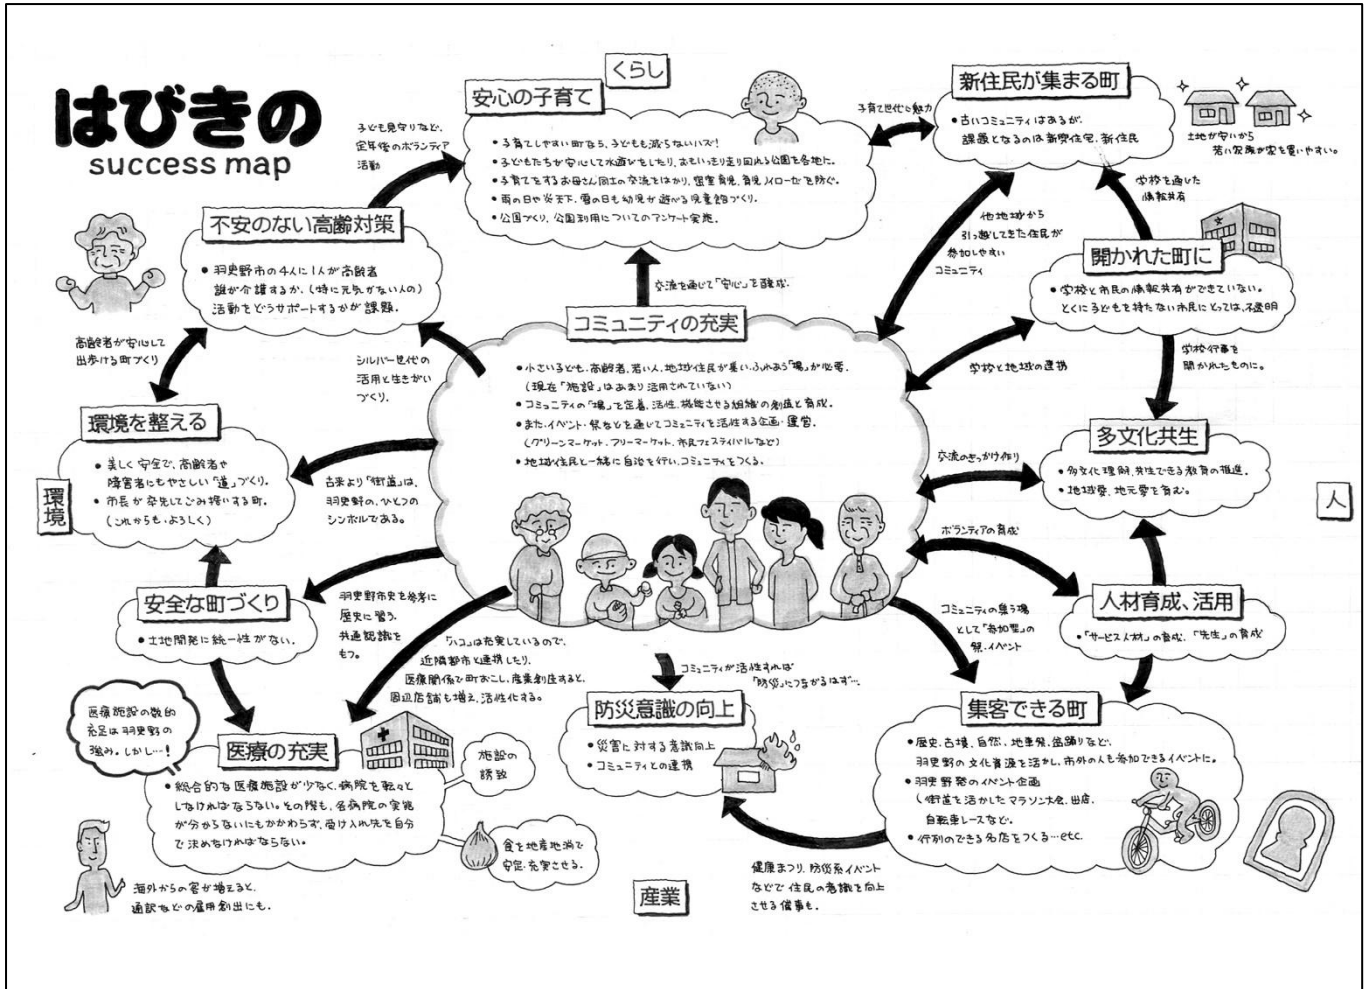 はびきの
success map
くらし
安心の子育て
・子育てしやすい町なら、子どもも減らないハズ!
・子どもたちが安心して水遊びをしたり、おもいっきり走り回れる公園を各地に。
・子育てをするお母さん同士の交流をはかり、密室育児、育児ノイローゼを防ぐ。
・雨の日や炎天下、雪の日も幼児が遊べる児童館づくり。
・公園づくり、公園利用についてのアンケート実施。
子ども見守りなど、
定年後のボランティア
活動
子育て世代に魅力
新住民が集まる町
・古いコミュニティはあるが、
課題となるのは新興住宅、新住民
土地が安いから
若い家族が家を買いやすい。
学校を通じた
情報共有
不安のない高齢対策
・羽曳野市の4人に1人が高齢者
誰が介護するか、(特に元気がない人の)
活動をどうサポートするかが課題。
他地域から
引っ越してきた住民が
参加しやすい
コミュニティ
開かれた町に
・学校と市民の情報共有ができていない。
とくに子どもを持たない市民にとっては、不透明
交流を通じて「安心」を醸成。
コミュニティの充実
・小さい子ども、高齢者、若い人、地域住民が集い、ふれあう「場」が必要。
(現在「施設」はあまり活用されていない)
・コミュニティの「場」を定着、活性、機能させる組織の創造と育成。
・また、イベント・祭などを通じてコミュニティを活性する企画・運営。
(グリーンマーケット、フリーマーケット、市民フェスティバルなど)
・地域住民と一緒に自治を行い、コミュニティをつくる。
高齢者が安心して
出歩ける町づくり
シルバー世代の
活用と生きがい
づくり。
学校と地域の連携
学校行事を
開かれたものに。
環境を整える
・美しく安全で、高齢者や
障害者にもやさしい「道」づくり。
・市長が率先してごみ拾いする町。
(これからも、ようしく)
環境
古来より「街道」は、
羽曳野の、ひとつの
シンボルである。
交流のきっかけ作り
多文化共生
・多文化理解、共生できる教育の推進。
・地域愛、地元愛を育む。
人
ボランティアの育成
安全な町づくり
・土地開発に統一性がない。
羽曳野市史を参考に
歴史に習う。
共通認識を
もつ。
人材育成、活用
・「サービス人材」の育成、「先生」の育成
コミュニティの集う場
として「参加型」の
祭・イベント
「ハコ」は充実しているので、
近隣都市と連携したり、
医療関係で町おこし、産業創造すると、
周辺店舗も増え、活性化する。
コミュニティが活性すれば
「防災」につながるはず…。
医療施設の数的
充足は羽曳野の
強み。しかし…!
医療の充実
・総合的な医療施設が少なく、病院を転々と
しなければならない。その際も、各病院の実態
が分からないにもかかわらず、受け入れ先を自分
で決めなければならない。
施設の
誘致
食を地産地消で
安定・充実させる。
海外からの客が増えると、
通訳などの雇用創出にも。
防災意識の向上
・災害に対する意識向上
・コミュニティとの連携
集客できる町
・歴史、古墳、自然、地車祭、盆踊りなど、
羽曳野の文化資源を活かし、市外の人も参加できるイベントに。
・羽曳野発のイベント企画
(街道を活かしたマラソン大会、出店、
自転車レースなど。
・行列のできる名店をつくる…etc.
健康まつり、防災系イベント
などで住民の意識を向上
させる催事も。
産業